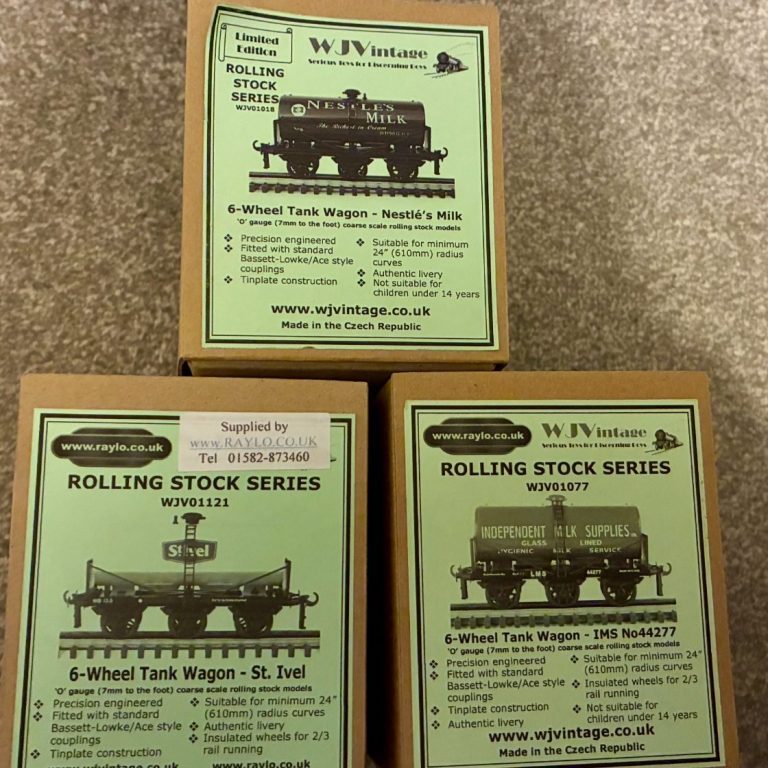 Limited
Edition
WJVintage
Serious Toys for Discerning Boys
ROLLING
STOCK
SERIES
WJV01018
NESTLÉ'S
MILK
The Richest in Cream
6-Wheel Tank Wagon - Nestlé's Milk
'O' gauge (7mm to the foot) coarse scale rolling stock models
❖ Precision engineered
❖ Fitted with standard
Bassett-Lowke/Ace style
couplings
❖ Tinplate construction
❖ Suitable for minimum
24" (610mm) radius
curves
❖ Authentic livery
❖ Not suitable for
children under 14 years
www.wjvintage.co.uk
Made in the Czech Republic
www.raylo.co.uk
Supplied by
www.RAYLO.CO.UK
Tel 01582-873460
ROLLING STOCK SERIES
WJV01121
St.Ivel
6-Wheel Tank Wagon - St. Ivel
'O' gauge (7mm to the foot) coarse scale rolling stock models
❖ Precision engineered
❖ Fitted with standard
Bassett-Lowke/Ace style
couplings
❖ Tinplate construction
❖ Suitable for minimum 24"
(610mm) radius curves
❖ Authentic livery
❖ Insulated wheels for 2/3
rail running
www.wjvintage.co.uk www.raylo.co.uk
www.raylo.co.uk
WJVintage
Serious Toys for Discerning Boys
ROLLING STOCK SERIES
WJV01077
INDEPENDENT MILK SUPPLIES
GLASS LINED
HYGIENIC MILK SERVICE
LMS 44277
6-Wheel Tank Wagon - IMS No44277
'O' gauge (7mm to the foot) coarse scale rolling stock models
❖ Precision engineered
❖ Fitted with standard
Bassett-Lowke/Ace style
couplings
❖ Tinplate construction
❖ Authentic livery
❖ Suitable for minimum 24"
(610mm) radius curves
❖ Insulated wheels for 2/3
rail running
❖ Not suitable for
children under 14 years
www.wjvintage.co.uk
Made in the Czech Republic